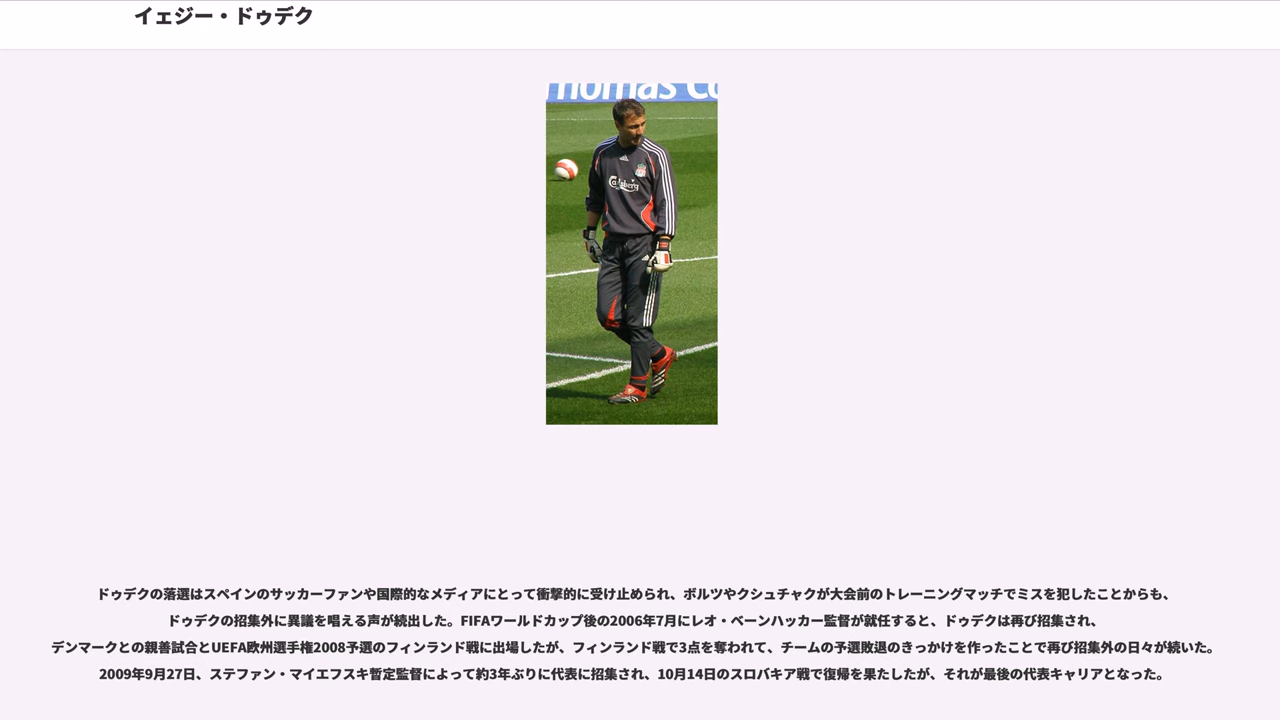 イェジー・ドゥデク
Thomas Co
Carlsberg
ドゥデクの落選はスペインのサッカーファンや国際的なメディアにとって衝撃的に受け止められ、ボルツやクシュチャクが大会前のトレーニングマッチでミスを犯したことからも、
ドゥデクの招集外に異議を唱える声が続出した。FIFAワールドカップ後の2006年7月にレオ・ベーンハッカー監督が就任すると、ドゥデクは再び招集され、
デンマークとの親善試合とUEFA欧州選手権2008予選のフィンランド戦に出場したが、フィンランド戦で3点を奪われて、チームの予選敗退のきっかけを作ったことで再び招集外の日々が続いた。
2009年9月27日、ステファン・マイエフスキ暫定監督によって約3年ぶりに代表に招集され、10月14日のスロバキア戦で復帰を果たしたが、それが最後の代表キャリアとなった。